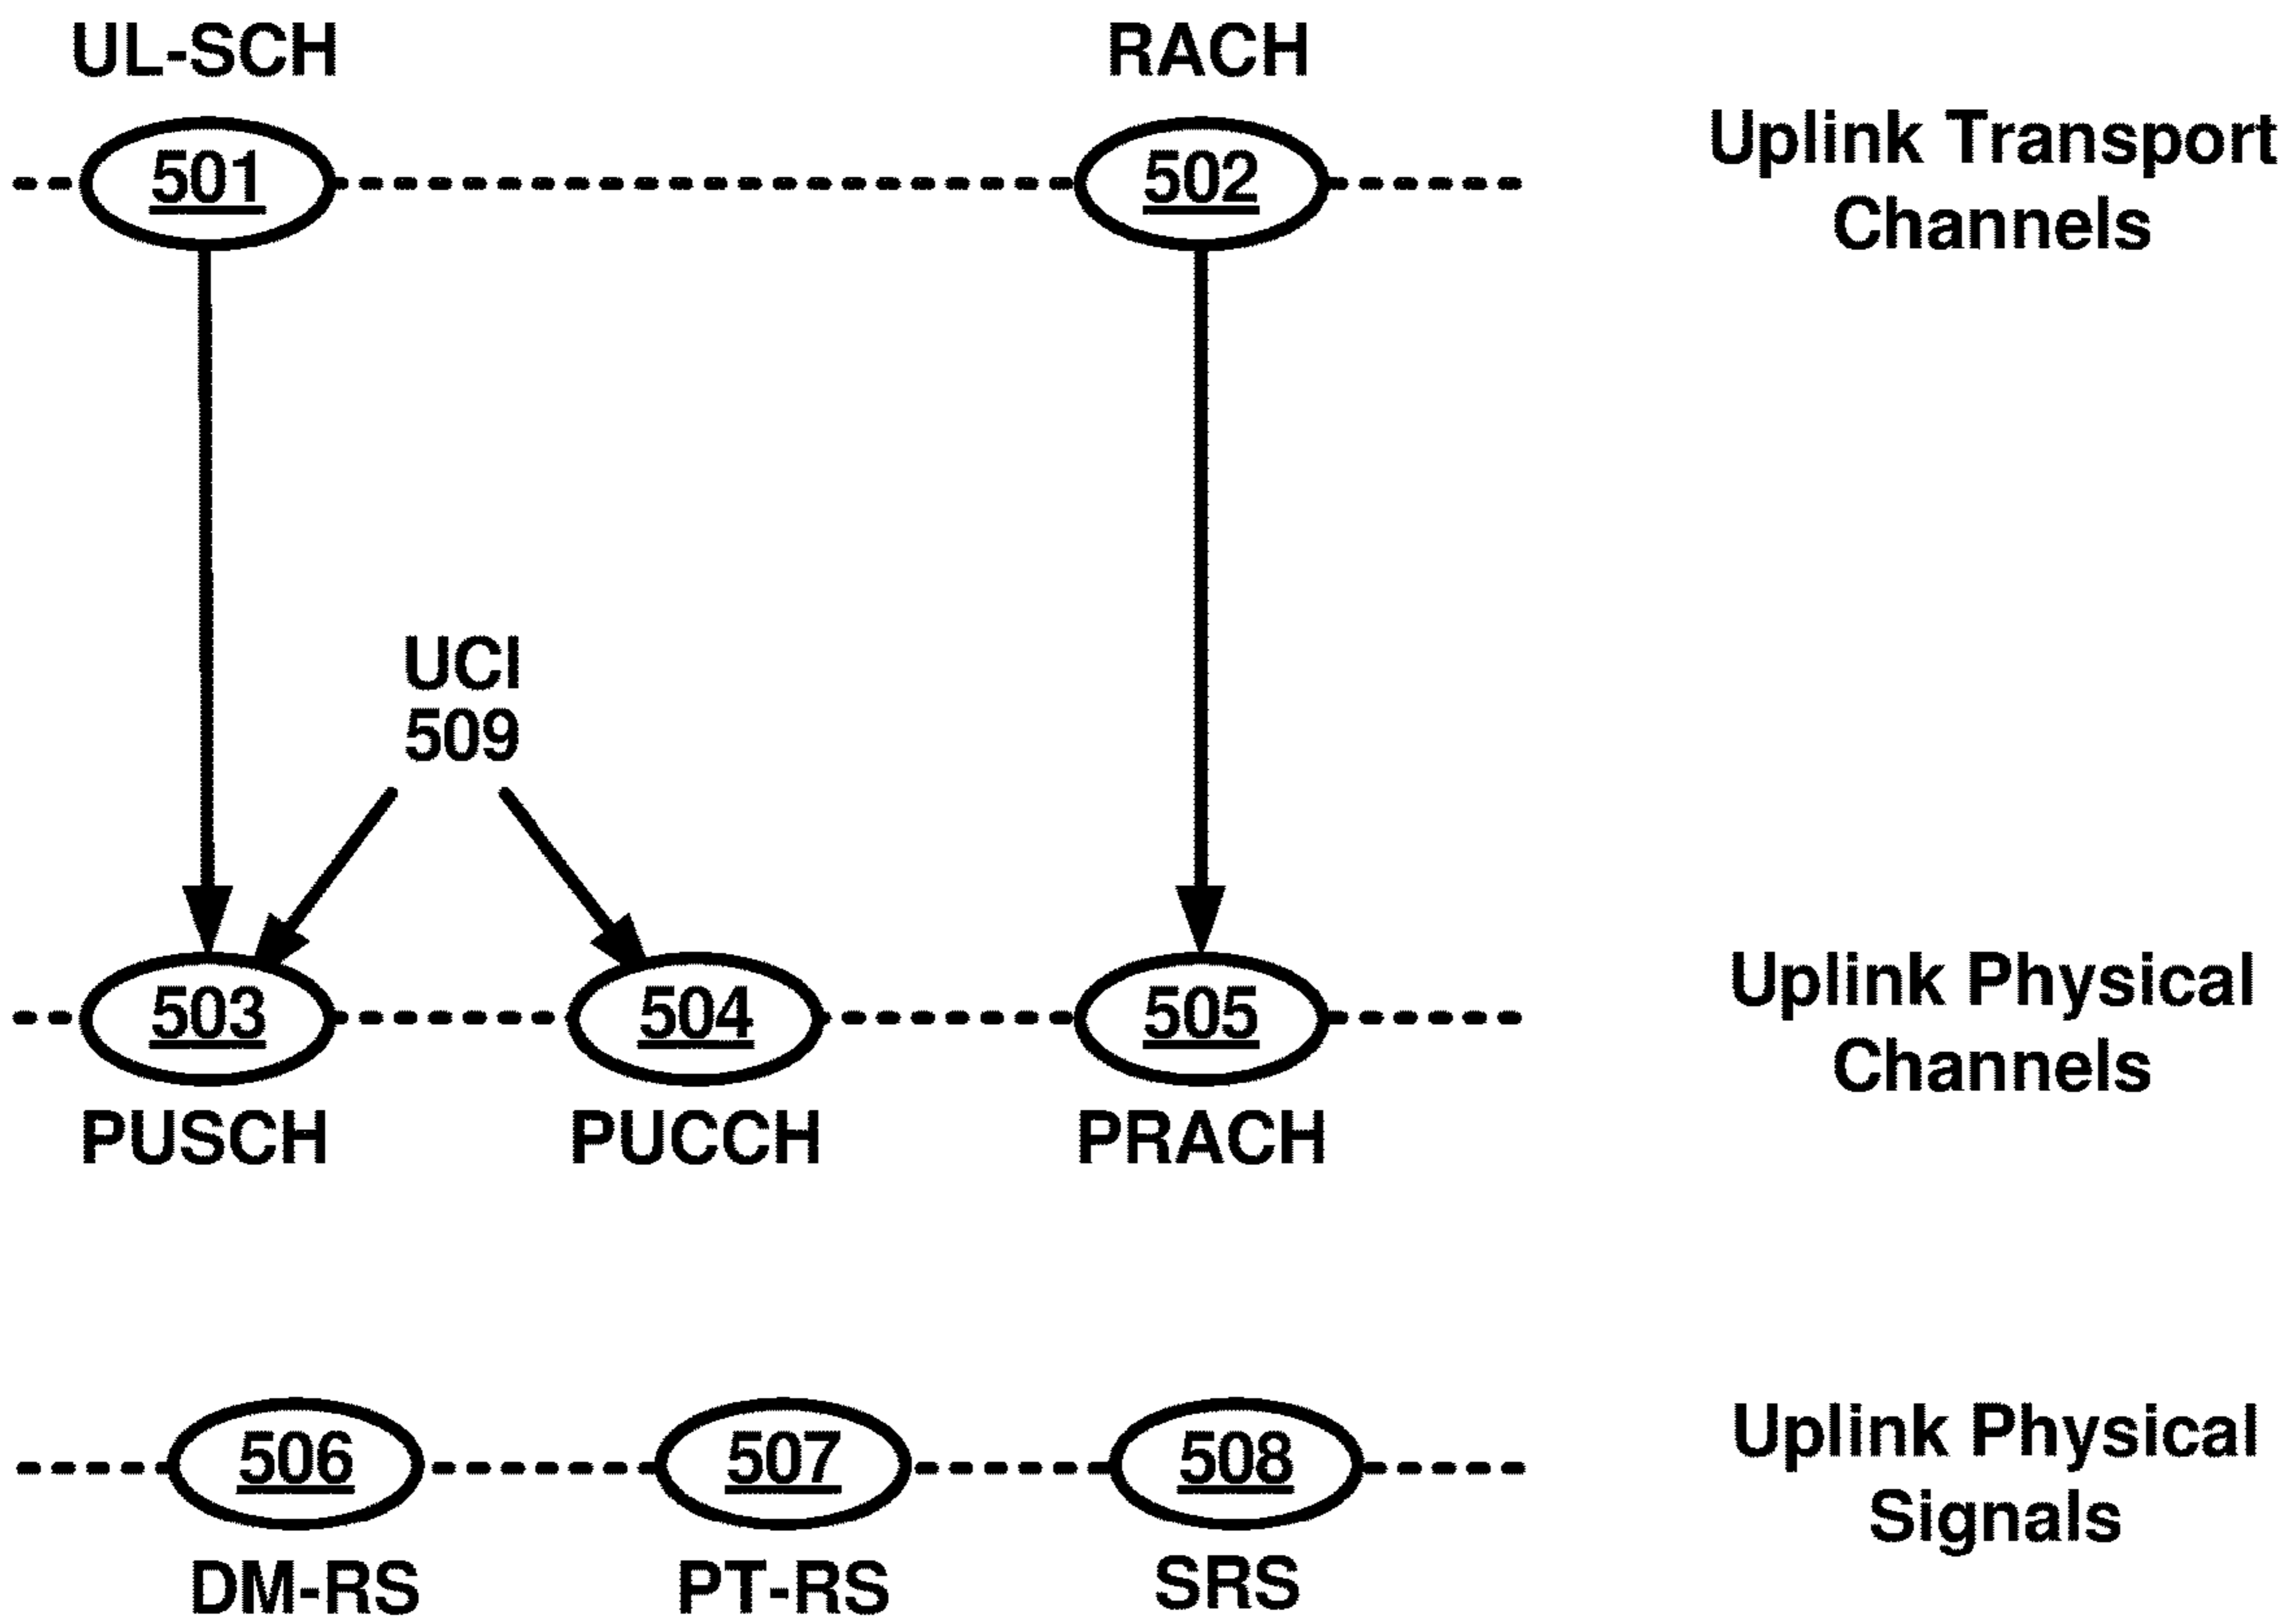 UL-SCH
RACH
501
502
Uplink Transport
Channels
UCI
509
503
504
505
Uplink Physical
Channels
PUSCH
PUCCH
PRACH
506
507
508
Uplink Physical
Signals
DM-RS
PT-RS
SRS